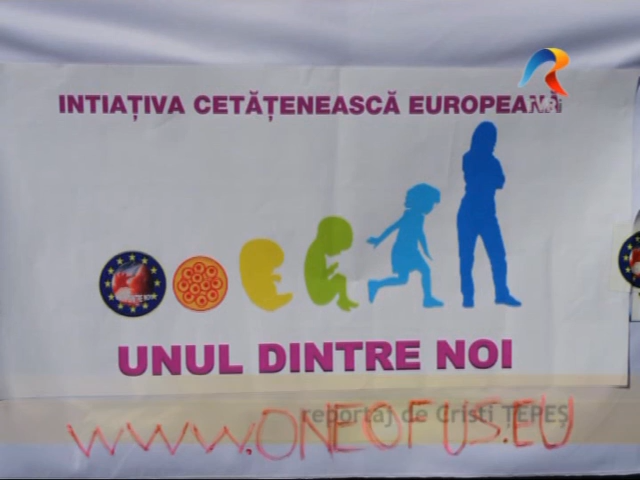 INTIAȚIVA CETĂȚENEASCĂ EUROPEANĂ
UNUL DINTRE NOI
reportaj de Cristi ȚEPEȘ
WWW.ONEOFUS.EU